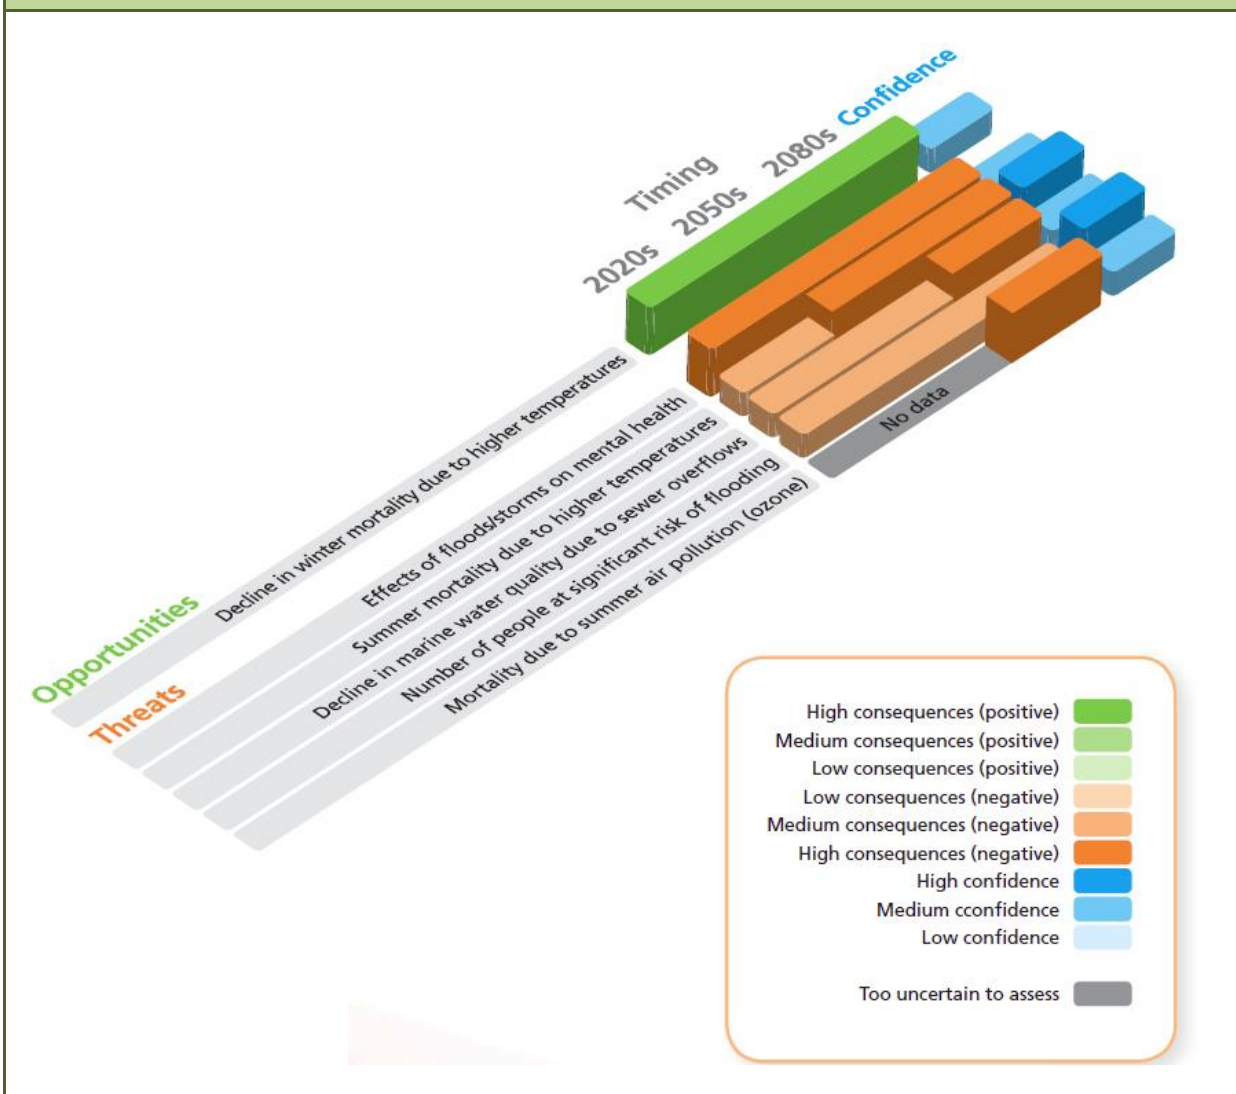 Confidence
Timing
2020s 2050s 2080s
Opportunities
Decline in winter mortality due to higher temperatures
Threats
Effects of floods/storms on mental health
Summer mortality due to higher temperatures
Decline in marine water quality due to sewer overflows
Number of people at significant risk of flooding
Mortality due to summer air pollution (ozone)
No data
High consequences (positive)
Medium consequences (positive)
Low consequences (positive)
Low consequences (negative)
Medium consequences (negative)
High consequences (negative)
High confidence
Medium cconfidence
Low confidence
Too uncertain to assess